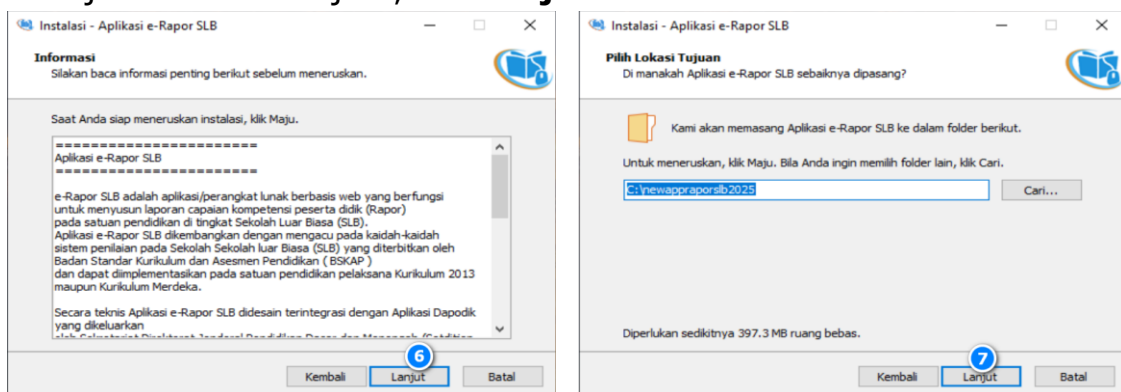 Instalasi - Aplikasi e-Rapor SLB
Informasi
Silakan baca informasi penting berikut sebelum meneruskan.
Saat Anda siap meneruskan instalasi, klik Maju.
========================
Aplikasi e-Rapor SLB
========================
e-Rapor SLB adalah aplikasi/perangkat lunak berbasis web yang berfungsi
untuk menyusun laporan capaian kompetensi peserta didik (Rapor)
pada satuan pendidikan di tingkat Sekolah Luar Biasa (SLB).
Aplikasi e-Rapor SLB dikembangkan dengan mengacu pada kaidah-kaidah
sistem penilaian pada Sekolah Sekolah luar Biasa (SLB) yang diterbitkan oleh
Badan Standar Kurikulum dan Asesmen Pendidikan ( BSKAP )
dan dapat diimplementasikan pada satuan pendidikan pelaksana Kurikulum 2013
maupun Kurikulum Merdeka.
Secara teknis Aplikasi e-Rapor SLB didesain terintegrasi dengan Aplikasi Dapodik
yang dikeluarkan
6
Kembali Lanjut Batal
Instalasi - Aplikasi e-Rapor SLB
Pilih Lokasi Tujuan
Di manakah Aplikasi e-Rapor SLB sebaiknya dipasang?
Kami akan memasang Aplikasi e-Rapor SLB ke dalam folder berikut.
Untuk meneruskan, klik Maju. Bila Anda ingin memilih folder lain, klik Cari.
C:\newappraporslb2025 Cari...
Diperlukan sedikitnya 397.3 MB ruang bebas.
7
Kembali Lanjut Batal